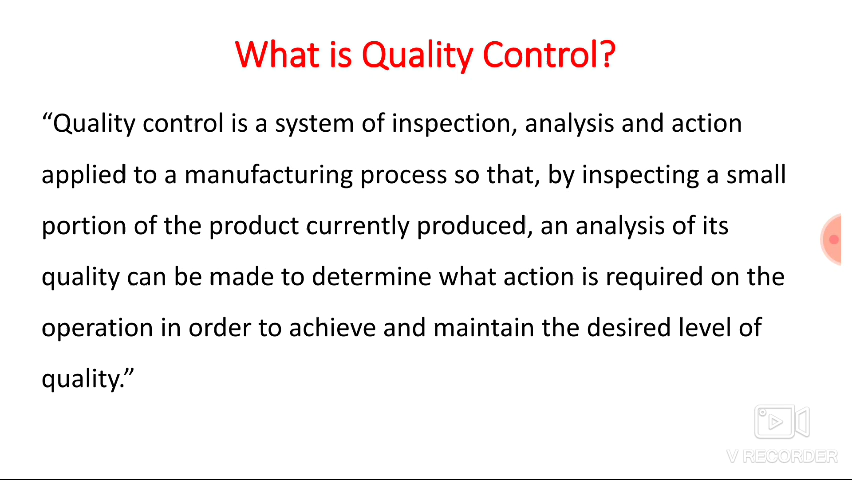 What is Quality Control?
“Quality control is a system of inspection, analysis and action
applied to a manufacturing process so that, by inspecting a small
portion of the product currently produced, an analysis of its
quality can be made to determine what action is required on the
operation in order to achieve and maintain the desired level of
quality.”
V RECORDER